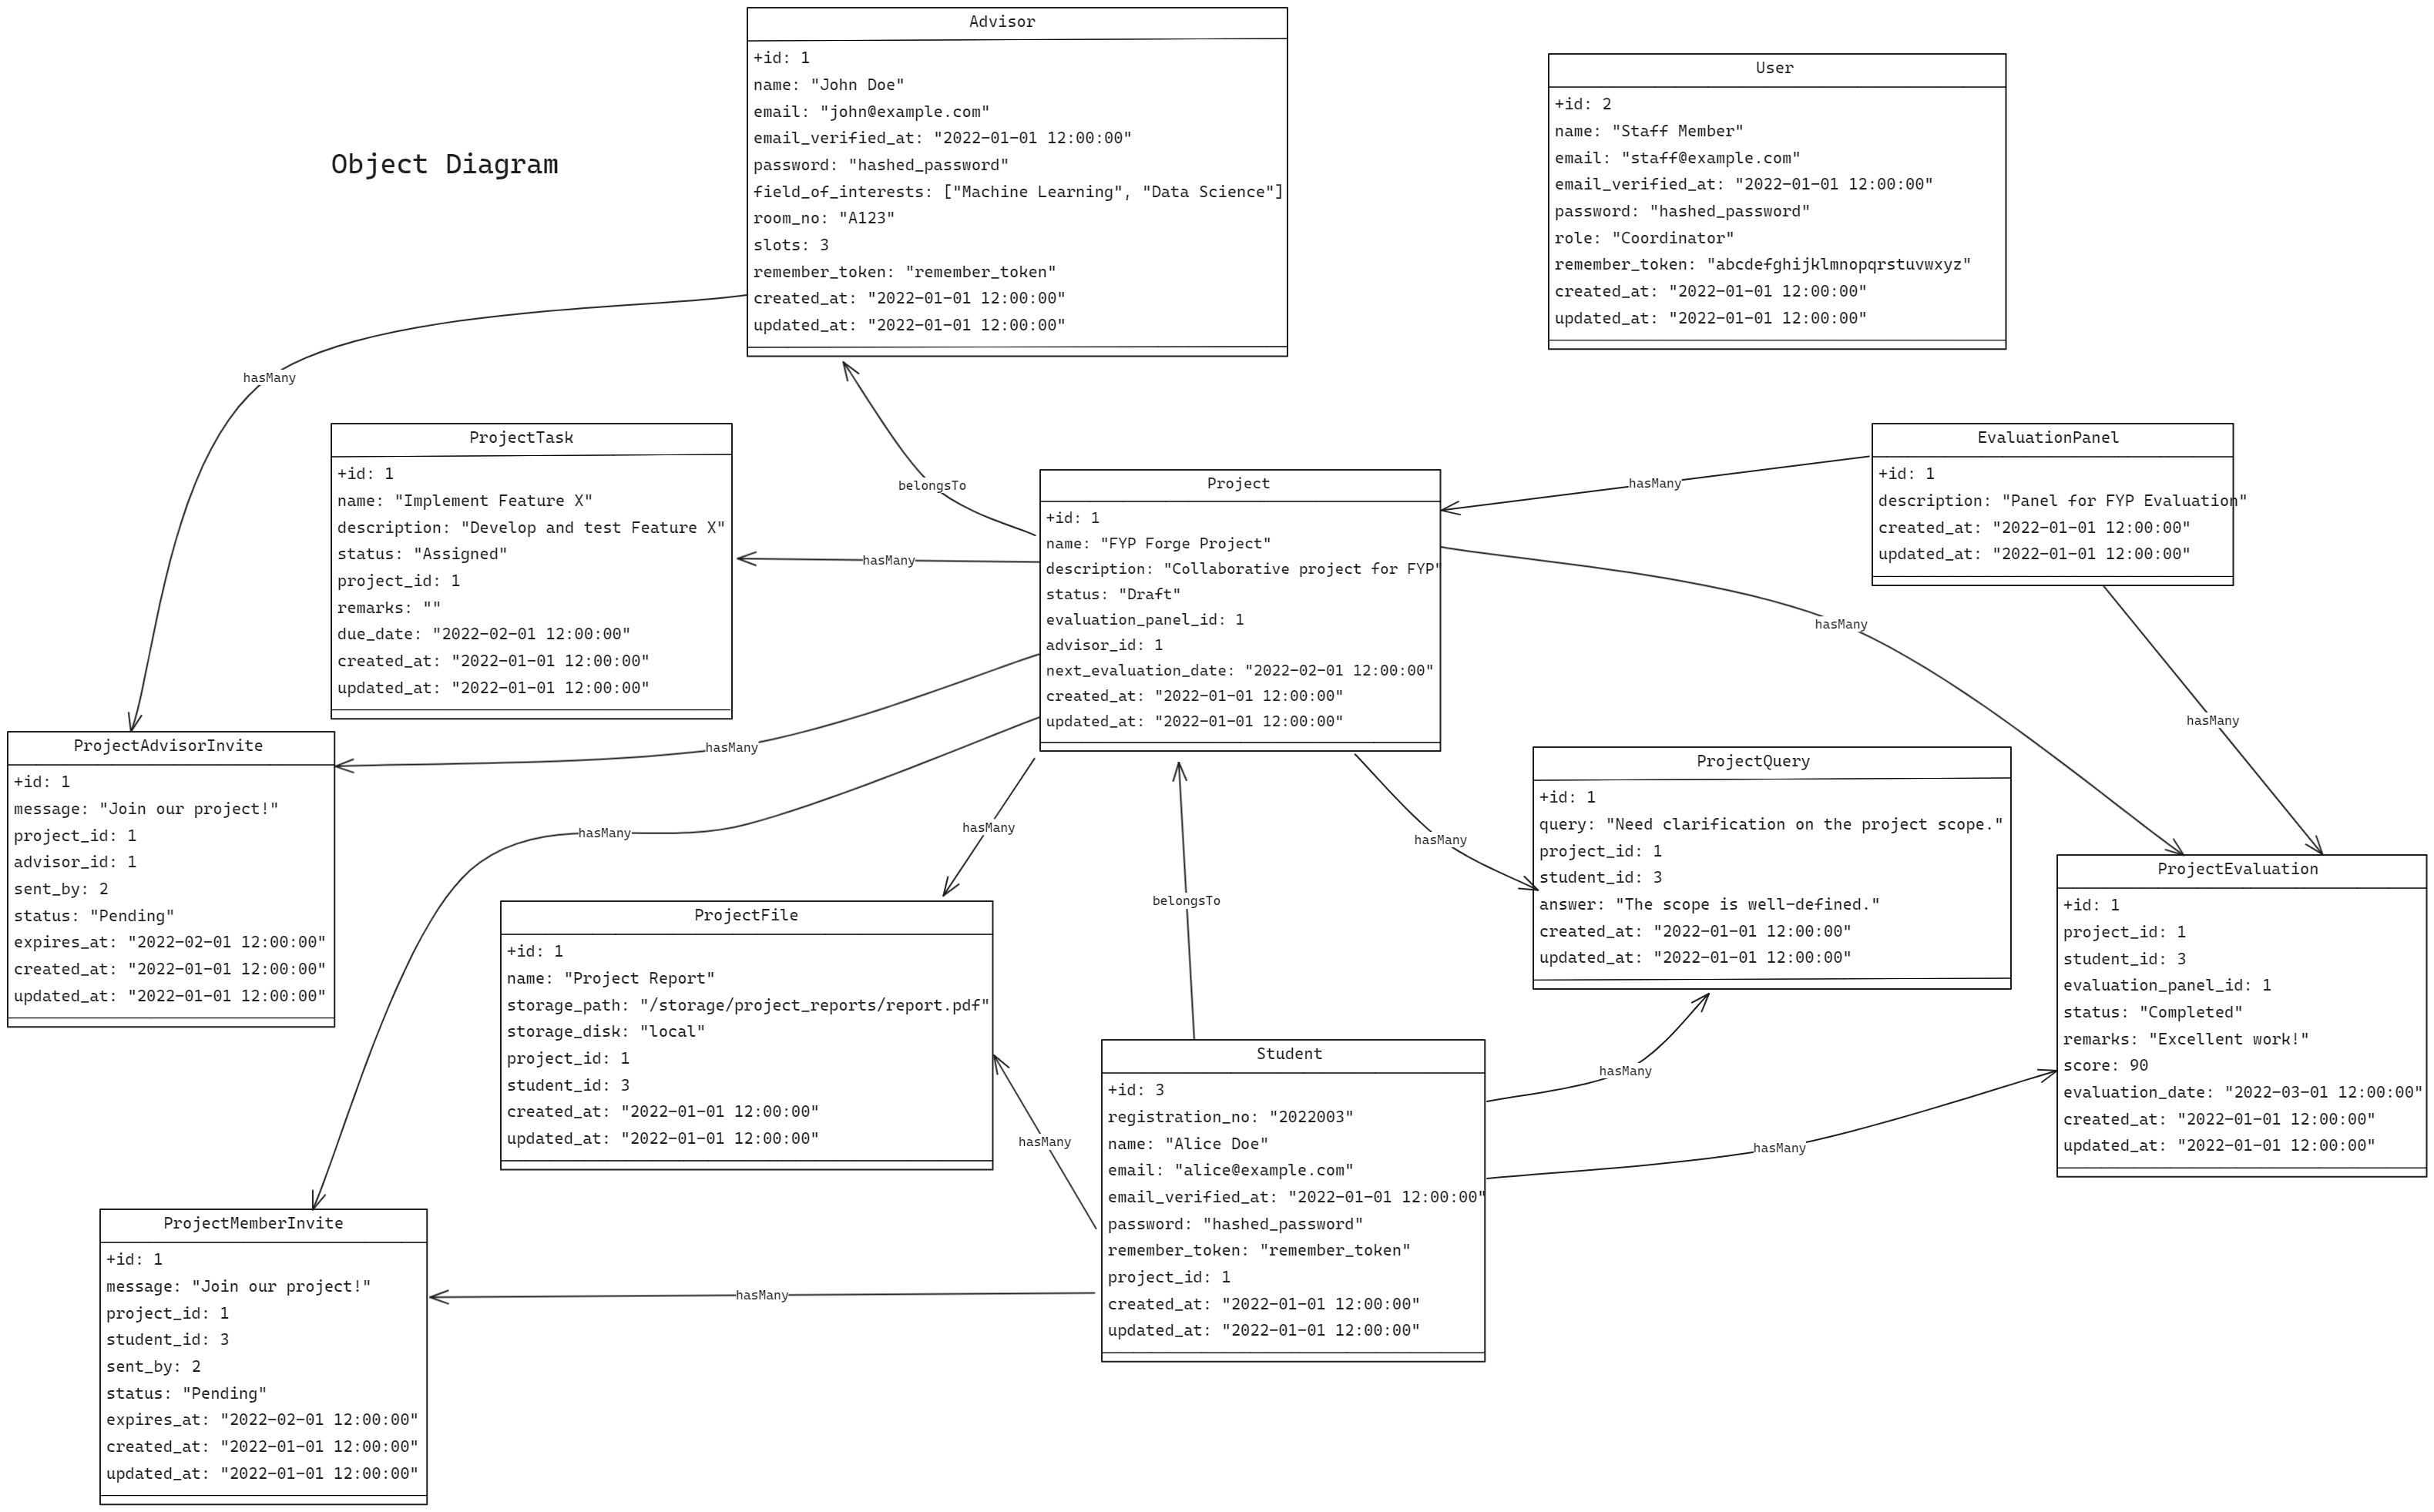 Object Diagram
Advisor
+id: 1
name: "John Doe"
email: "john@example.com"
email_verified_at: "2022-01-01 12:00:00"
password: "hashed_password"
field_of_interests: ["Machine Learning", "Data Science"]
room_no: "A123"
slots: 3
remember_token: "remember_token"
created_at: "2022-01-01 12:00:00"
updated_at: "2022-01-01 12:00:00"
User
+id: 2
name: "Staff Member"
email: "staff@example.com"
email_verified_at: "2022-01-01 12:00:00"
password: "hashed_password"
role: "Coordinator"
remember_token: "abcdefghijklmnopqrstuvwxyz"
created_at: "2022-01-01 12:00:00"
updated_at: "2022-01-01 12:00:00"
hasMany
ProjectTask
+id: 1
name: "Implement Feature X"
description: "Develop and test Feature X"
status: "Assigned"
project_id: 1
remarks: ""
due_date: "2022-02-01 12:00:00"
created_at: "2022-01-01 12:00:00"
updated_at: "2022-01-01 12:00:00"
belongsTo
hasMany
Project
+id: 1
name: "FYP Forge Project"
description: "Collaborative project for FYP"
status: "Draft"
evaluation_panel_id: 1
advisor_id: 1
next_evaluation_date: "2022-02-01 12:00:00"
created_at: "2022-01-01 12:00:00"
updated_at: "2022-01-01 12:00:00"
hasMany
EvaluationPanel
+id: 1
description: "Panel for FYP Evaluation"
created_at: "2022-01-01 12:00:00"
updated_at: "2022-01-01 12:00:00"
hasMany
hasMany
ProjectAdvisorInvite
+id: 1
message: "Join our project!"
project_id: 1
advisor_id: 1
sent_by: 2
status: "Pending"
expires_at: "2022-02-01 12:00:00"
created_at: "2022-01-01 12:00:00"
updated_at: "2022-01-01 12:00:00"
hasMany
hasMany
hasMany
hasMany
ProjectQuery
+id: 1
query: "Need clarification on the project scope."
project_id: 1
student_id: 3
answer: "The scope is well-defined."
created_at: "2022-01-01 12:00:00"
updated_at: "2022-01-01 12:00:00"
ProjectEvaluation
+id: 1
project_id: 1
student_id: 3
evaluation_panel_id: 1
status: "Completed"
remarks: "Excellent work!"
score: 90
evaluation_date: "2022-03-01 12:00:00"
created_at: "2022-01-01 12:00:00"
updated_at: "2022-01-01 12:00:00"
ProjectFile
+id: 1
name: "Project Report"
storage_path: "/storage/project_reports/report.pdf"
storage_disk: "local"
project_id: 1
student_id: 3
created_at: "2022-01-01 12:00:00"
updated_at: "2022-01-01 12:00:00"
belongsTo
hasMany
Student
+id: 3
registration_no: "2022003"
name: "Alice Doe"
email: "alice@example.com"
email_verified_at: "2022-01-01 12:00:00"
password: "hashed_password"
remember_token: "remember_token"
project_id: 1
created_at: "2022-01-01 12:00:00"
updated_at: "2022-01-01 12:00:00"
hasMany
hasMany
ProjectMemberInvite
+id: 1
message: "Join our project!"
project_id: 1
student_id: 3
sent_by: 2
status: "Pending"
expires_at: "2022-02-01 12:00:00"
created_at: "2022-01-01 12:00:00"
updated_at: "2022-01-01 12:00:00"
hasMany